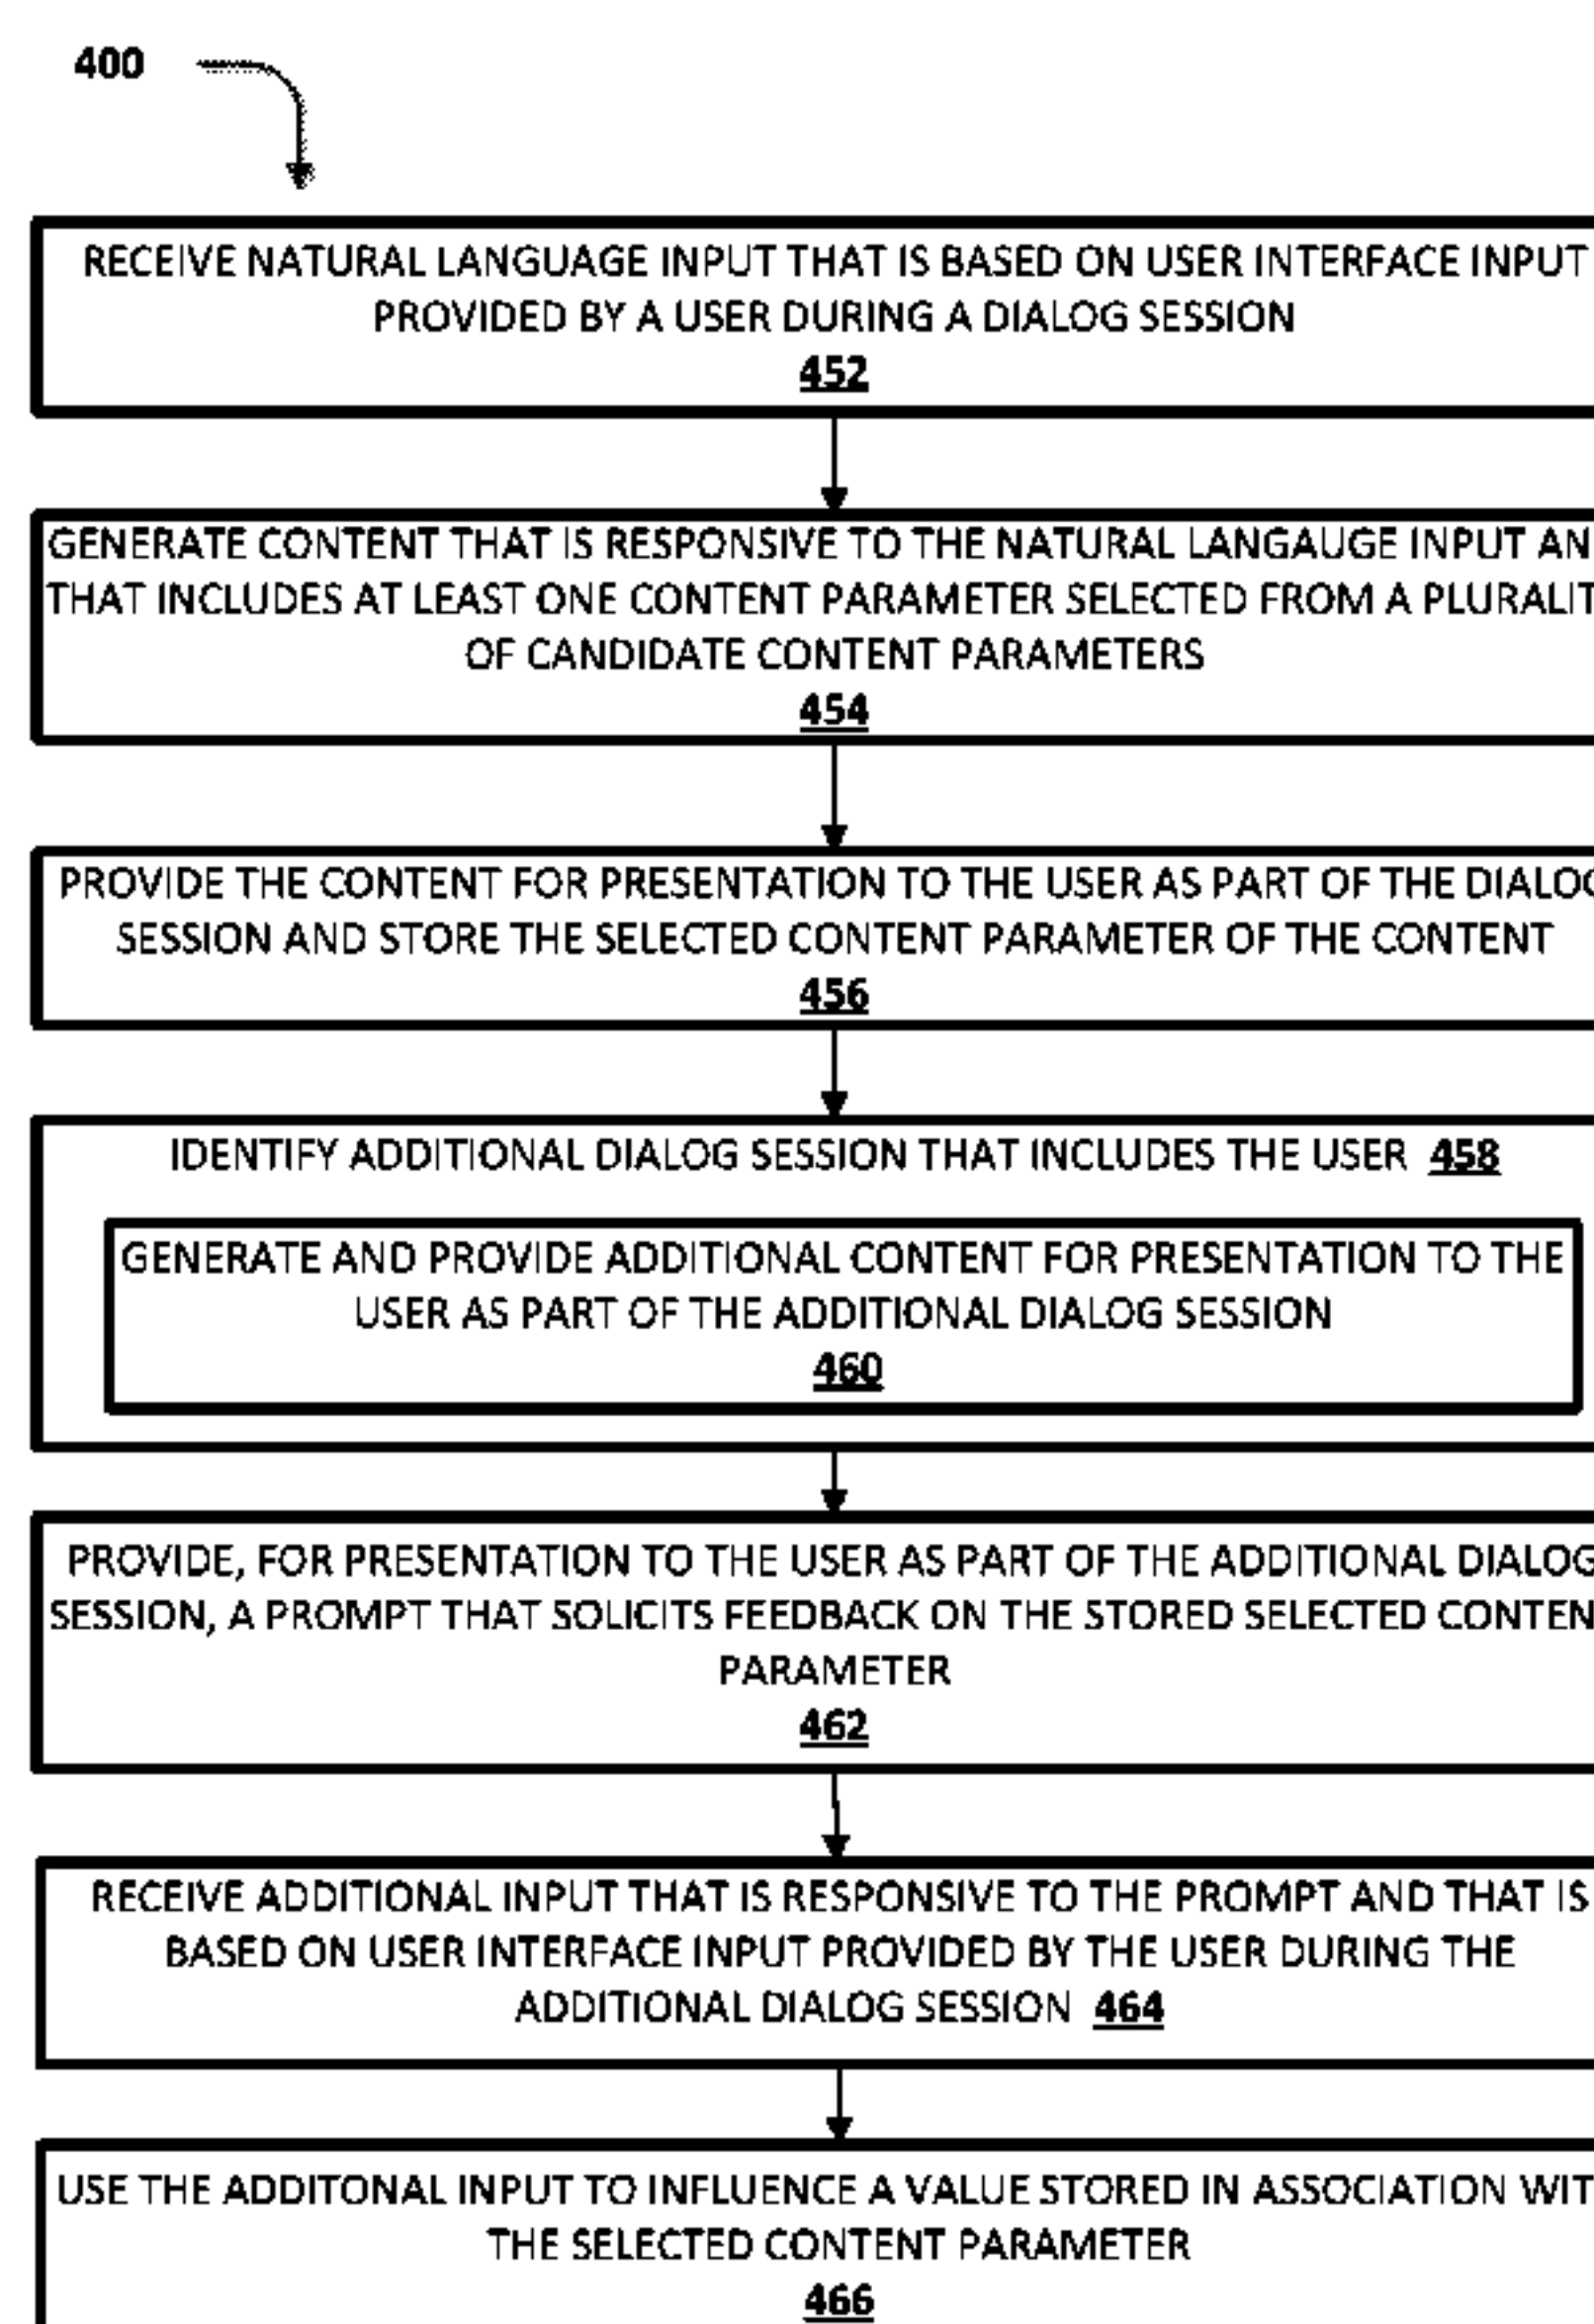 400
RECEIVE NATURAL LANGUAGE INPUT THAT IS BASED ON USER INTERFACE INPUT
PROVIDED BY A USER DURING A DIALOG SESSION
452
GENERATE CONTENT THAT IS RESPONSIVE TO THE NATURAL LANGAUGE INPUT AN
THAT INCLUDES AT LEAST ONE CONTENT PARAMETER SELECTED FROM A PLURALIT
OF CANDIDATE CONTENT PARAMETERS
454
PROVIDE THE CONTENT FOR PRESENTATION TO THE USER AS PART OF THE DIALOG
SESSION AND STORE THE SELECTED CONTENT PARAMETER OF THE CONTENT
456
IDENTIFY ADDITIONAL DIALOG SESSION THAT INCLUDES THE USER 458
GENERATE AND PROVIDE ADDITIONAL CONTENT FOR PRESENTATION TO THE
USER AS PART OF THE ADDITIONAL DIALOG SESSION
460
PROVIDE, FOR PRESENTATION TO THE USER AS PART OF THE ADDITIONAL DIALOG
SESSION, A PROMPT THAT SOLICITS FEEDBACK ON THE STORED SELECTED CONTEN
PARAMETER
462
RECEIVE ADDITIONAL INPUT THAT IS RESPONSIVE TO THE PROMPT AND THAT IS
BASED ON USER INTERFACE INPUT PROVIDED BY THE USER DURING THE
ADDITIONAL DIALOG SESSION 464
USE THE ADDITONAL INPUT TO INFLUENCE A VALUE STORED IN ASSOCIATION WIT
THE SELECTED CONTENT PARAMETER
466